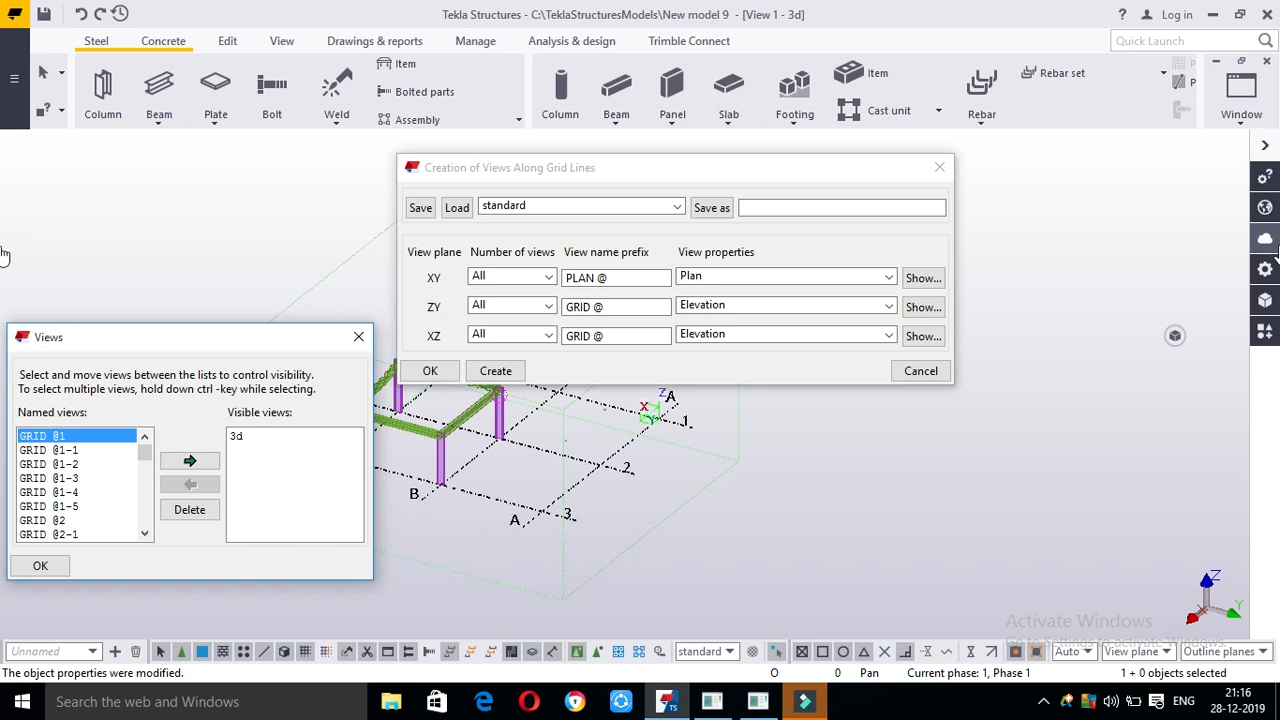 Tekla Structures - C:\TeklaStructuresModels\New model 9 - [View 1 - 3d]
? Log in
Steel Concrete Edit View Drawings & reports Manage Analysis & design Trimble Connect Quick Launch
Item
Bolted parts
Assembly
Column Beam Plate Bolt Weld
Column Beam Panel Slab Footing
Item
Cast unit
Rebar
Rebar set
Window
Creation of Views Along Grid Lines
Save Load standard Save as
View plane Number of views View name prefix View properties
XY All PLAN @ Plan Show...
ZY All GRID @ Elevation Show...
XZ All GRID @ Elevation Show...
OK Create Cancel
Views
Select and move views between the lists to control visibility.
To select multiple views, hold down ctrl -key while selecting.
Named views: Visible views:
GRID @1 3d
GRID @1-1
GRID @1-2
GRID @1-3
GRID @1-4
GRID @1-5
GRID @2
GRID @2-1
Delete
OK
Z A
X
1
2
B
A
3
Z
Y
X
Activate Windows
Go to Settings to activate Windows.
Unnamed standard Auto View plane Outline planes
The object properties were modified. O 0 Pan Current phase: 1, Phase 1 1 + 0 objects selected
Search the web and Windows
ENG
21:16
28-12-2019